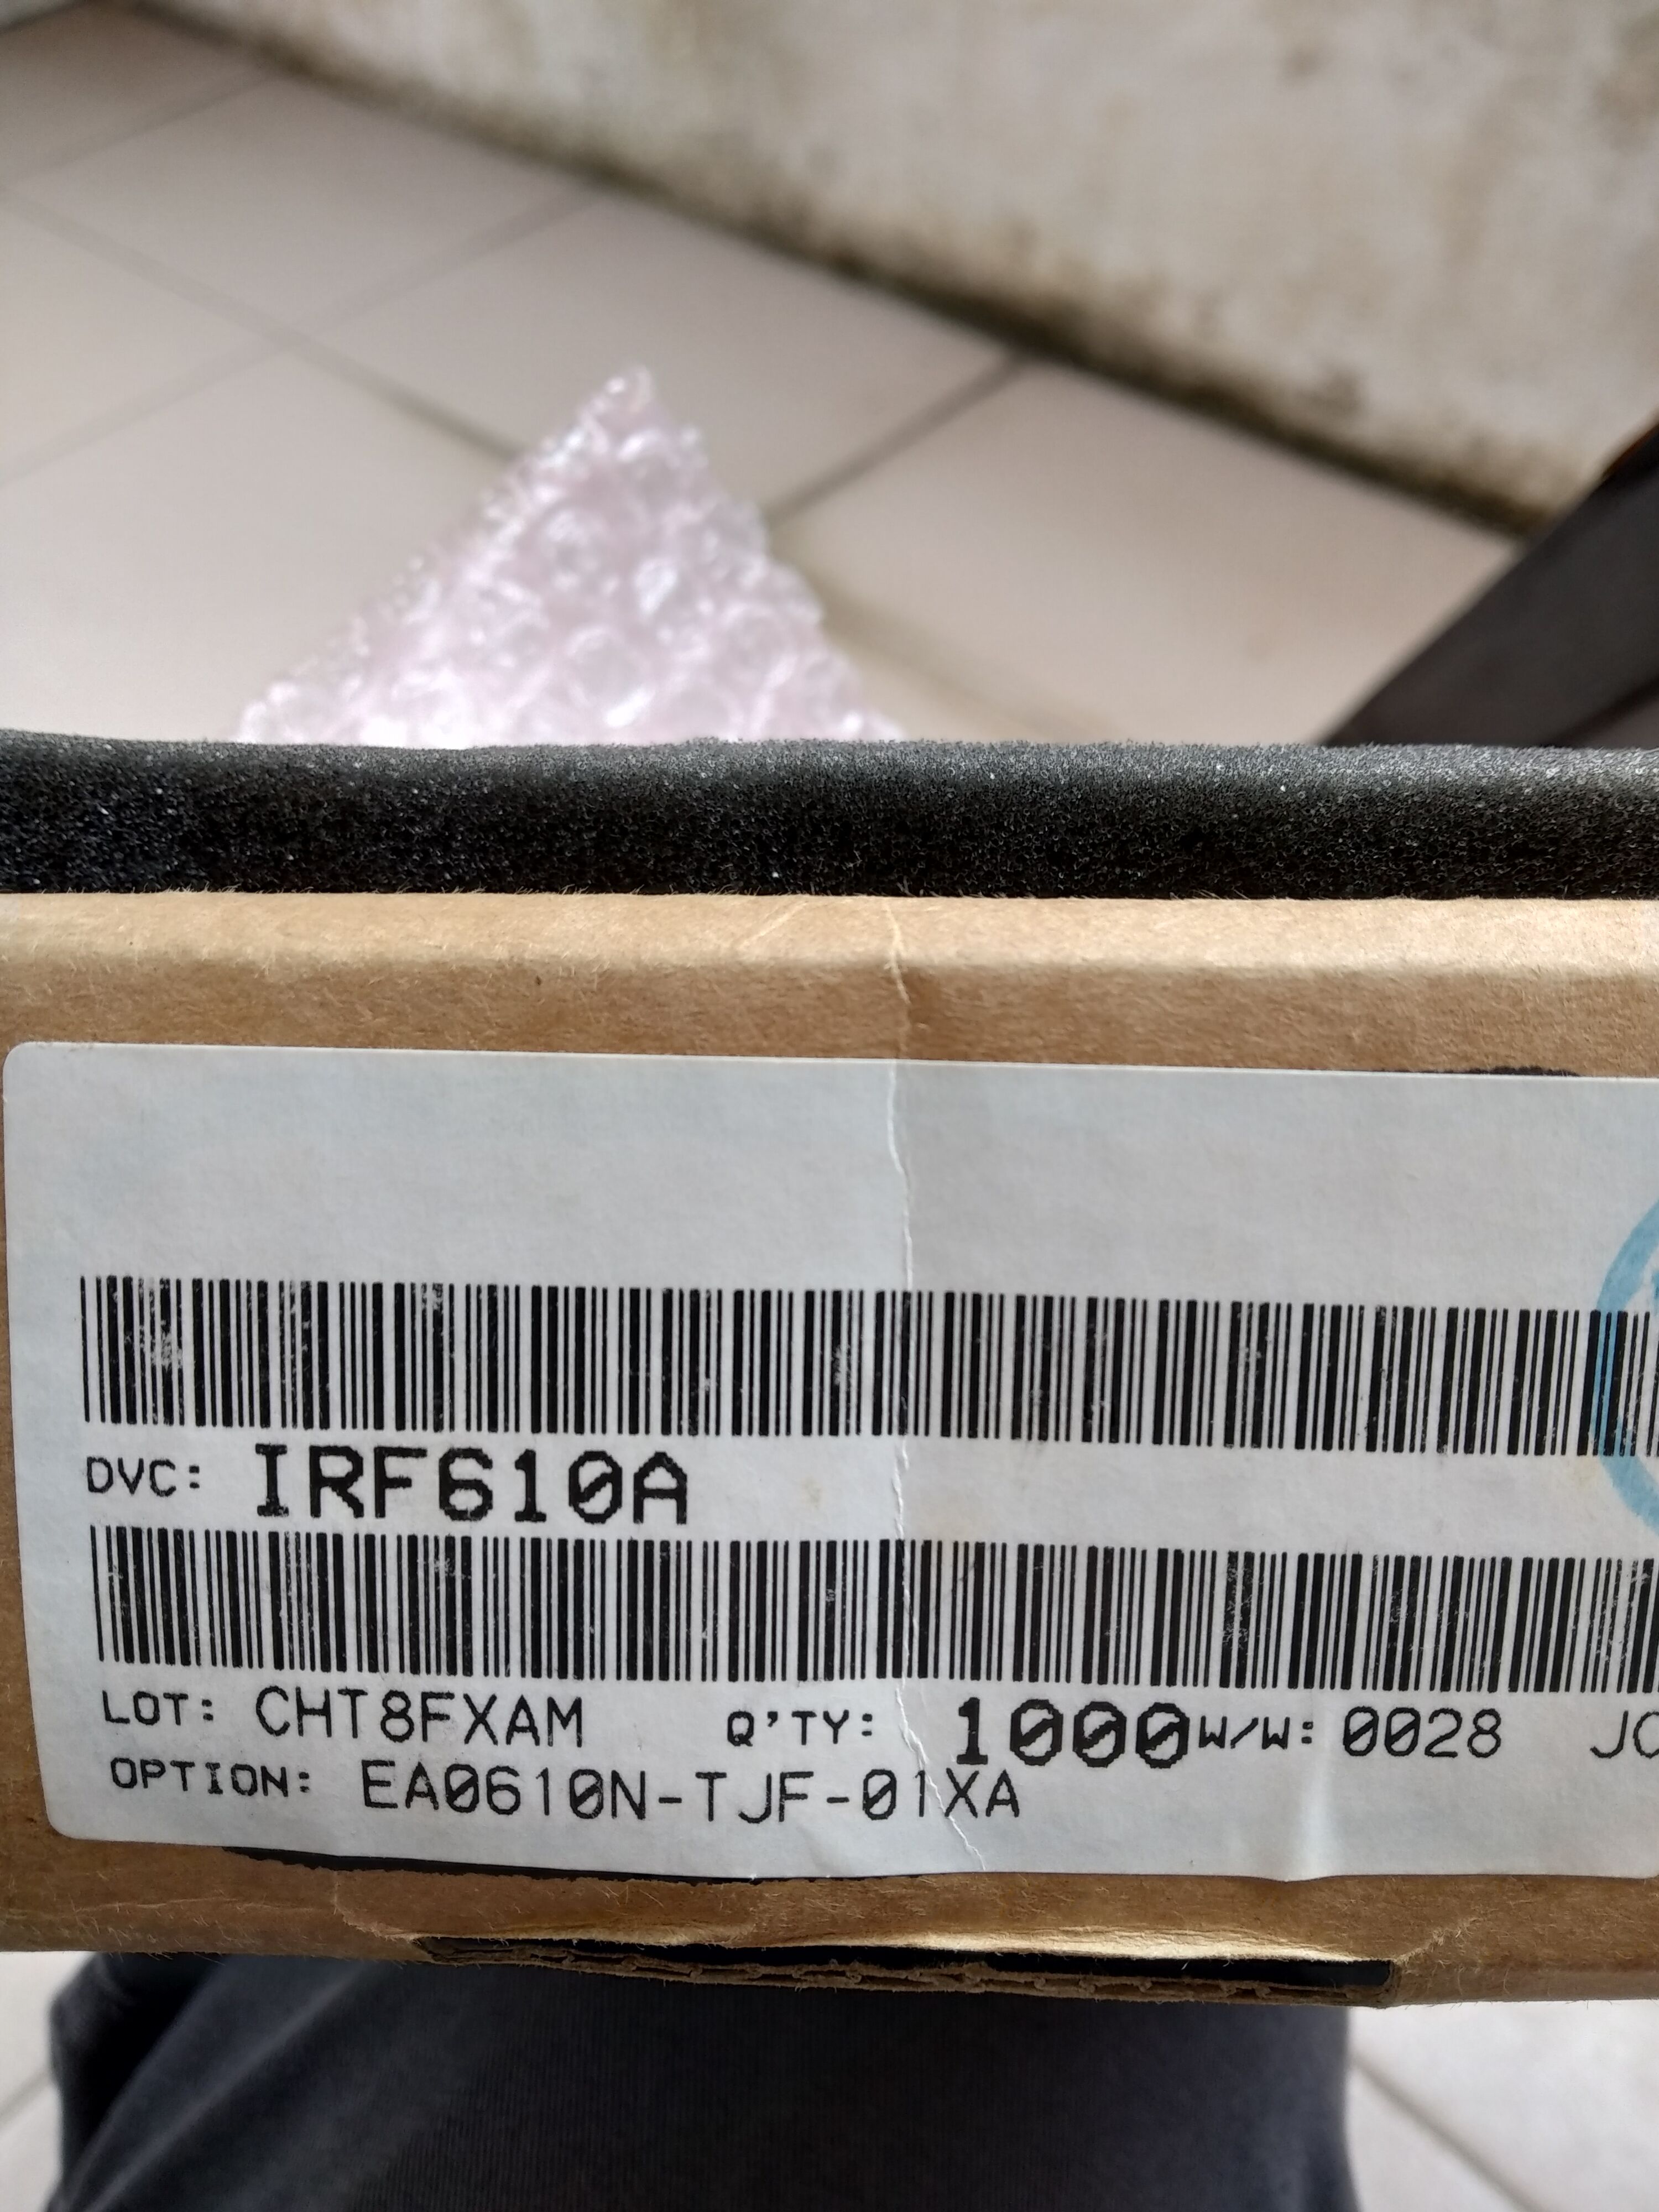 DVC: IRF610A
LOT: CHT8FXAM Q'TY: 1000 W/W: 0028
OPTION: EA0610N-TJF-01XA